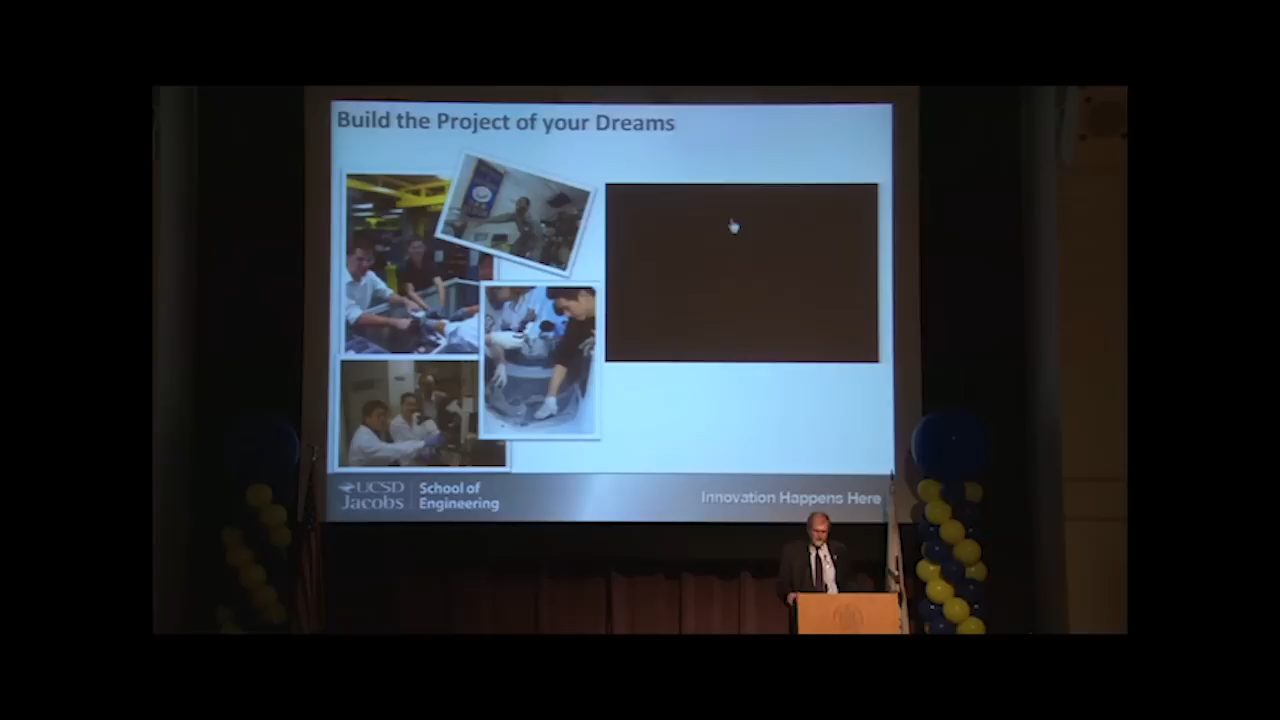 Build the Project of your Dreams
UCSD
Jacobs
School of
Engineering
Innovation Happens Here